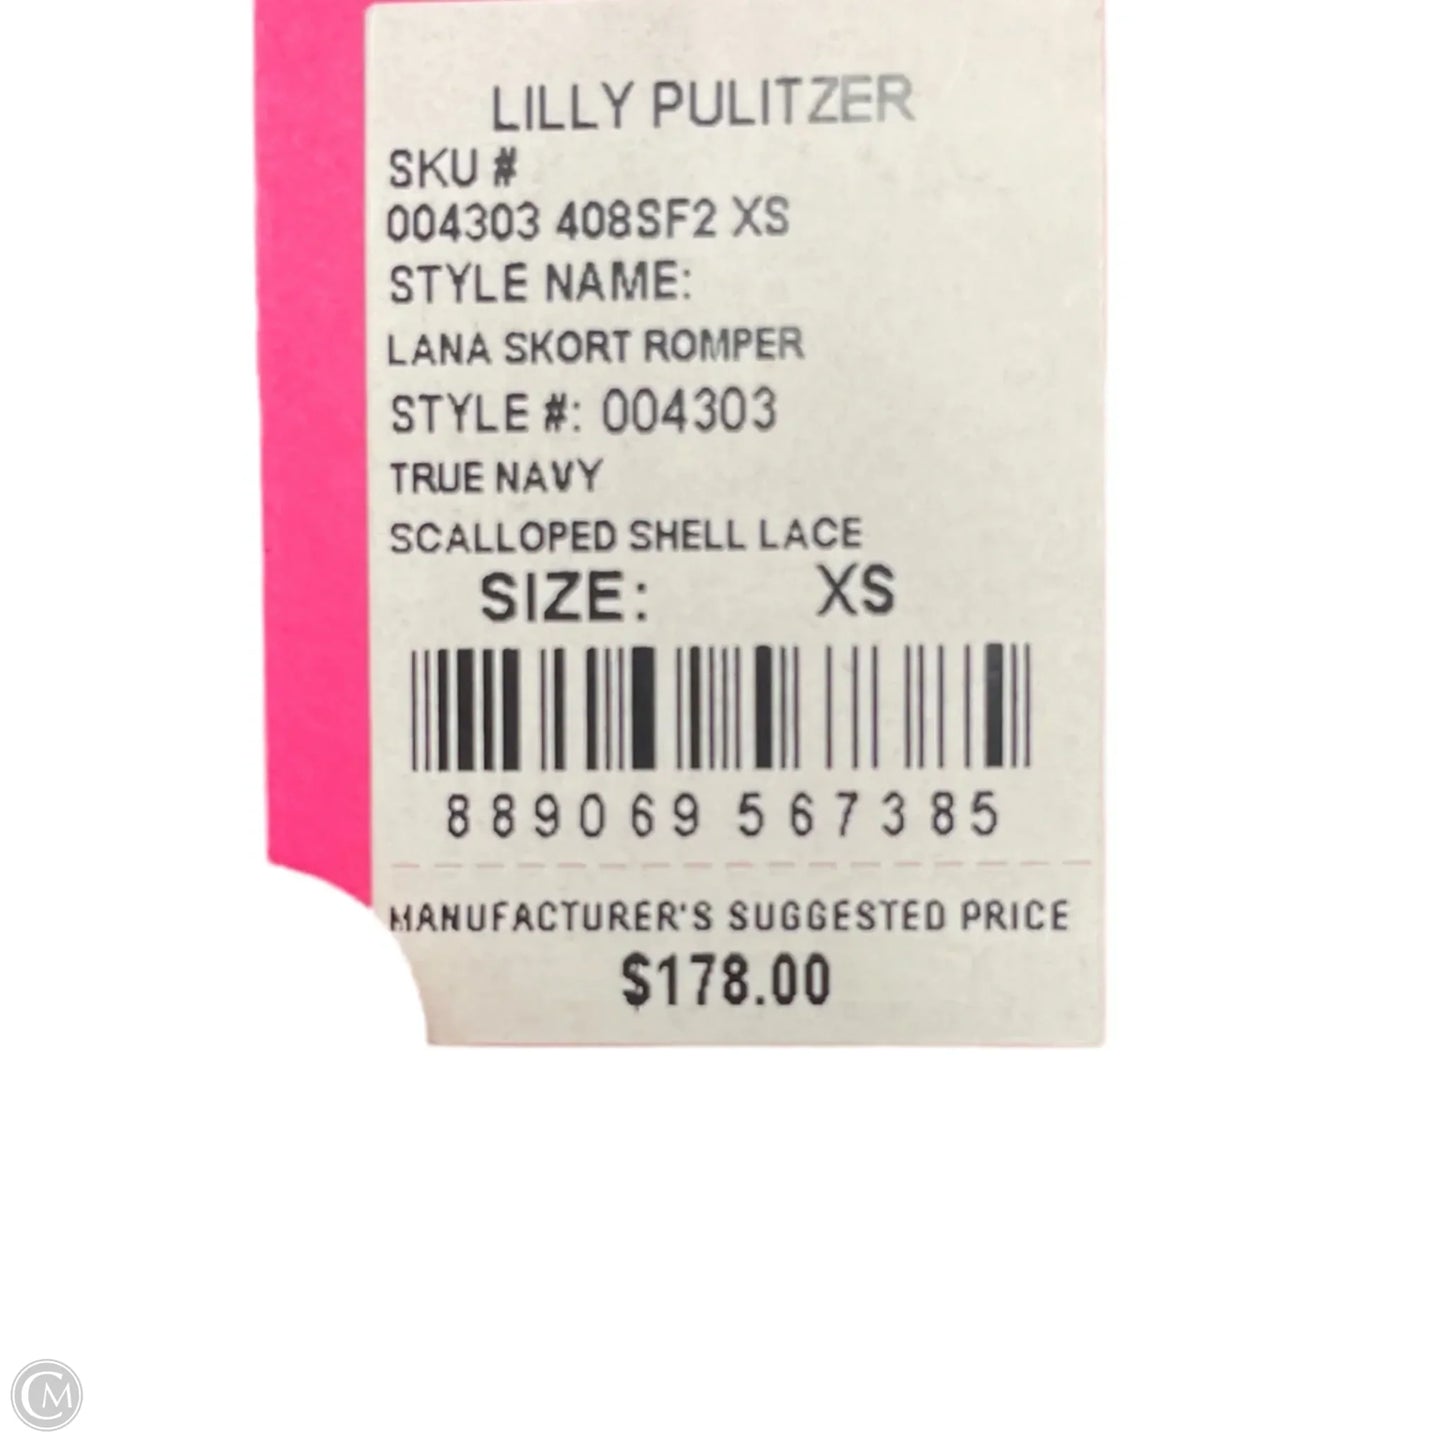 LILLY PULITZER
SKU #
004303 408SF2 XS
STYLE NAME:
LANA SKORT ROMPER
STYLE #: 004303
TRUE NAVY
SCALLOPED SHELL LACE
SIZE: XS
889069 567385
MANUFACTURER'S SUGGESTED PRICE
$178.00
CM